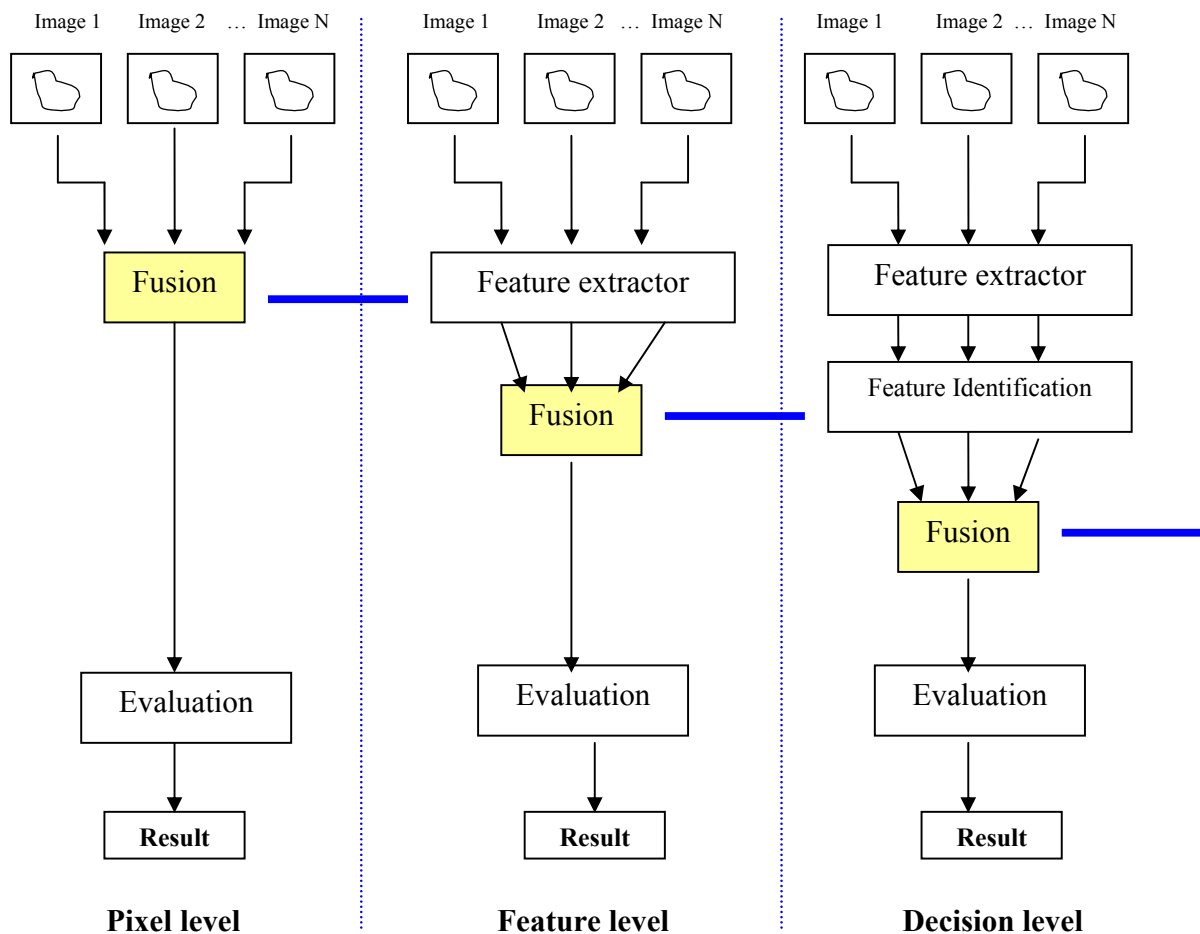 Image 1 Image 2 … Image N
Fusion
Evaluation
Result
Pixel level
Image 1 Image 2 … Image N
Feature extractor
Fusion
Evaluation
Result
Feature level
Image 1 Image 2 … Image N
Feature extractor
Feature Identification
Fusion
Evaluation
Result
Decision level